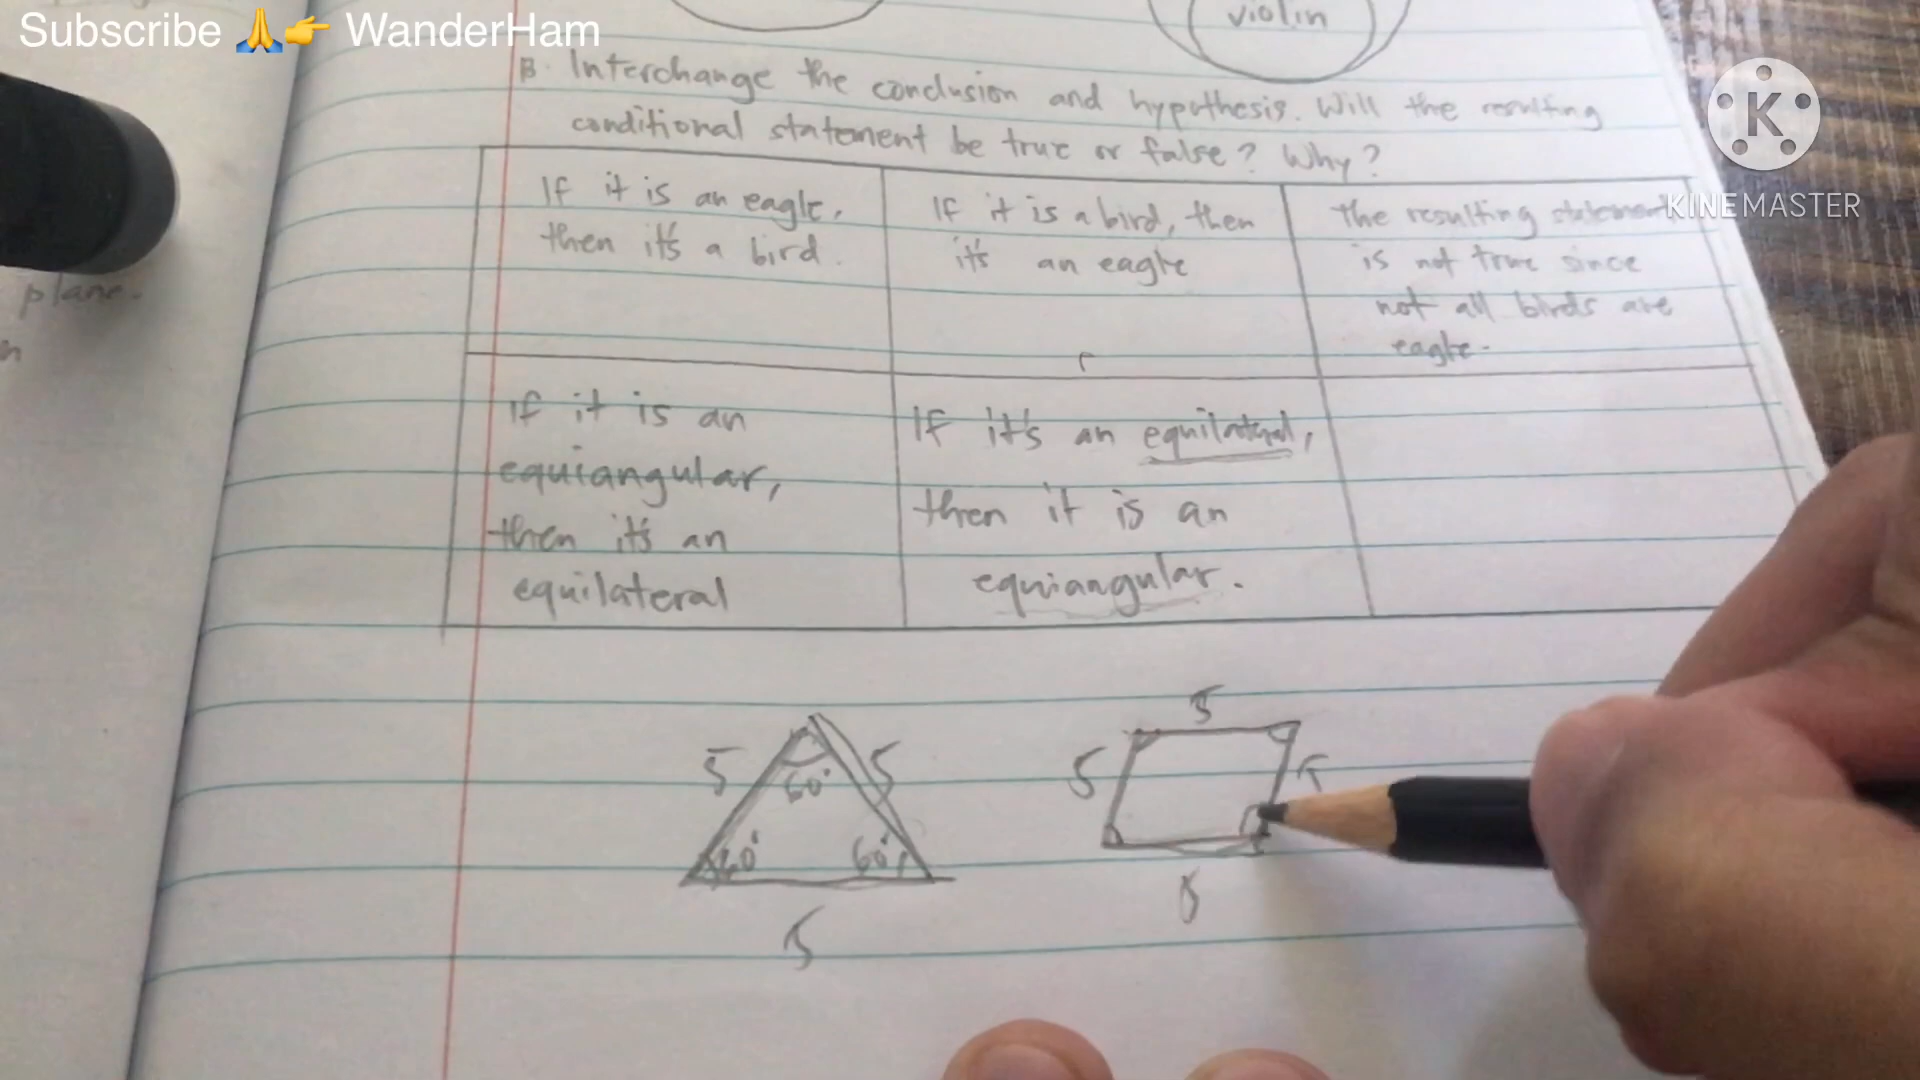 Subscribe 🙏👉 WanderHam
violin
B. Interchange the conclusion and hypothesis. Will the resulting
conditional statement be true or false? Why?
If it is an eagle,
then it's a bird.
If it is a bird, then
it's an eagle
The resulting statement
is not true since
not all birds are
eagle.
If it is an
equiangular,
then it's an
equilateral
If it's an equilateral,
then it is an
equiangular.
K
KINEMASTER
plane.
5
5
60°
60°
60°
5
5
5
5